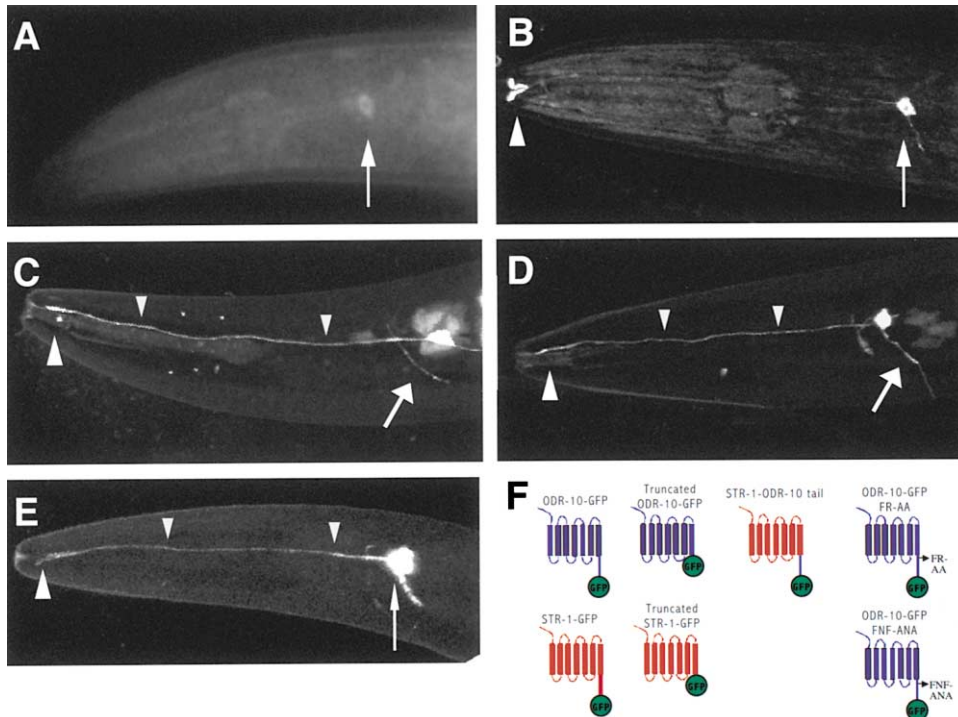 A
B
C
D
E
F
ODR-10-GFP
Truncated
ODR-10-GFP
STR-1-ODR-10 tail
ODR-10-GFP
FR-AA
GFP
GFP
GFP
GFP
FR-
AA
STR-1-GFP
Truncated
STR-1-GFP
ODR-10-GFP
FNF-ANA
GFP
GFP
GFP
FNF-
ANA